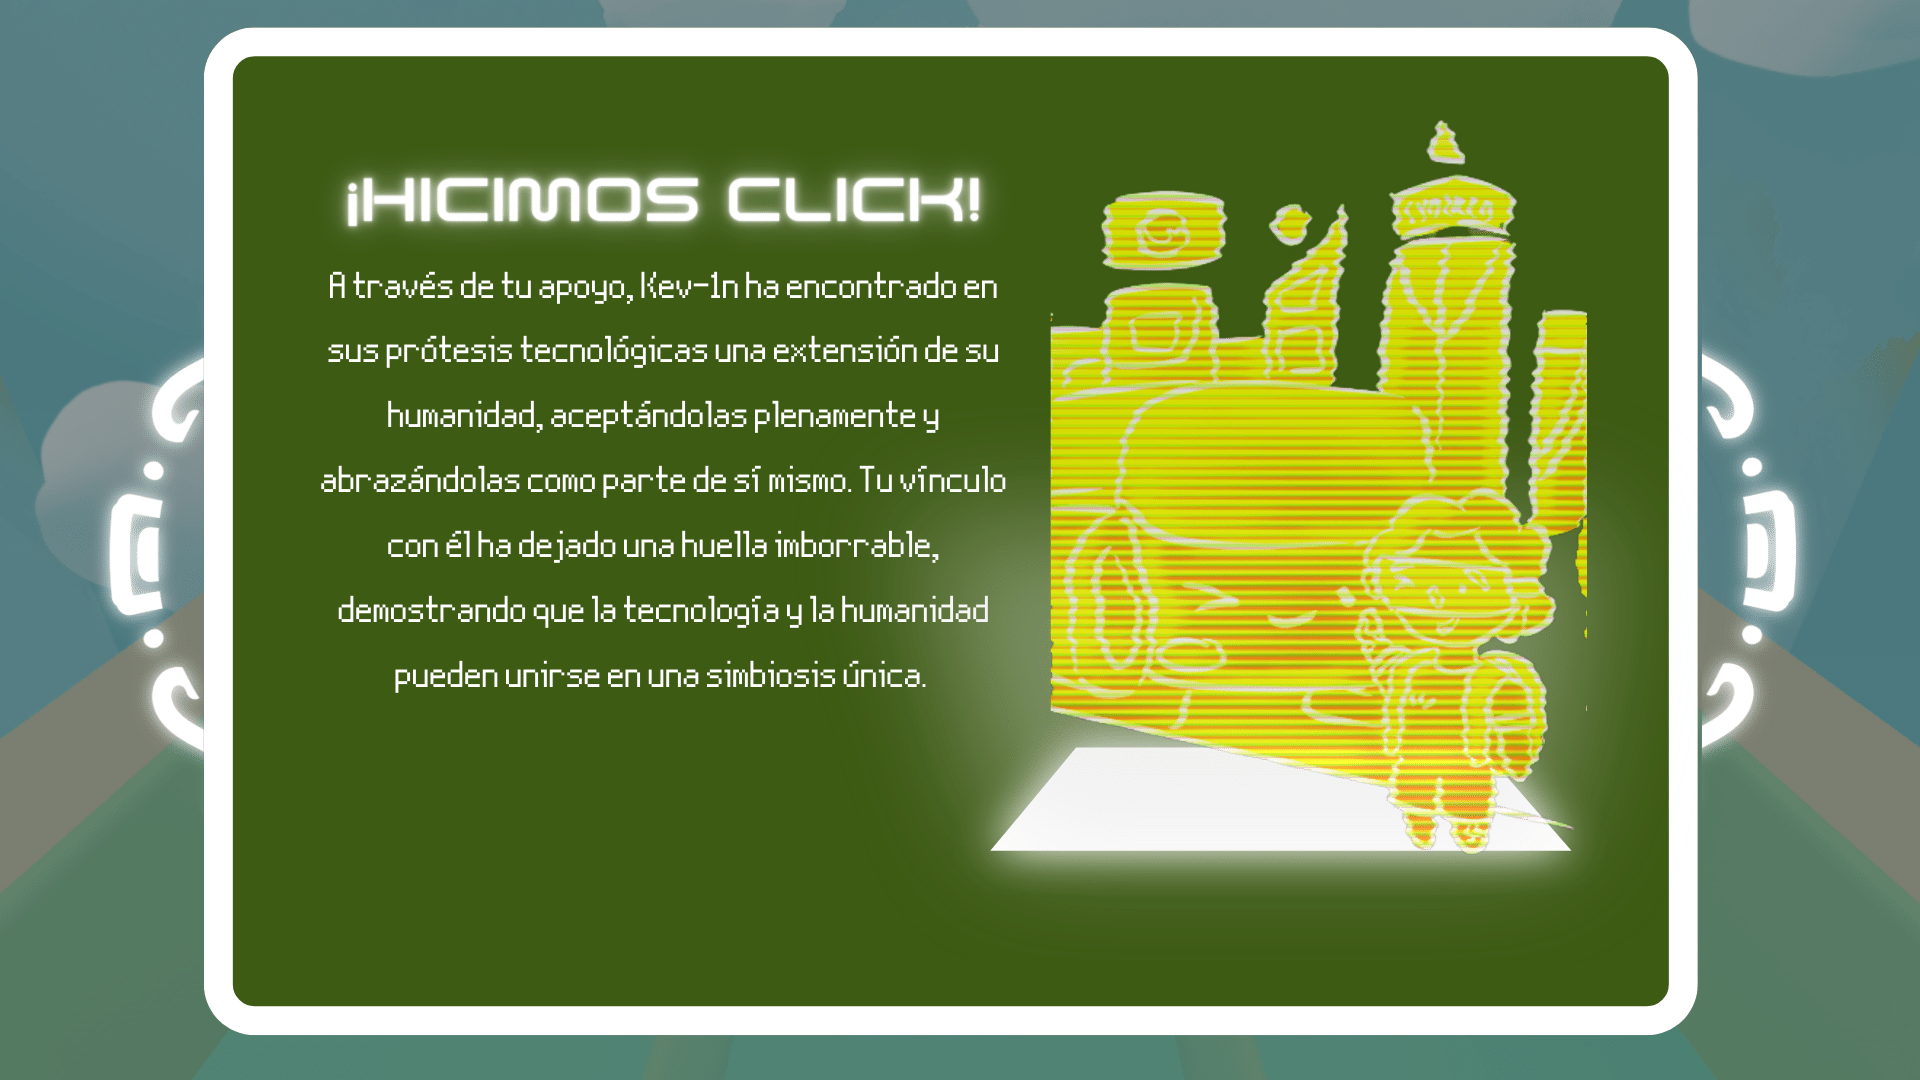 ¡HICIMOS CLICK!
A través de tu apoyo, Kev-1n ha encontrado en
sus prótesis tecnológicas una extensión de su
humanidad, aceptándolas plenamente y
abrazándolas como parte de sí mismo. Tu vínculo
con él ha dejado una huella imborrable,
demostrando que la tecnología y la humanidad
pueden unirse en una simbiosis única.